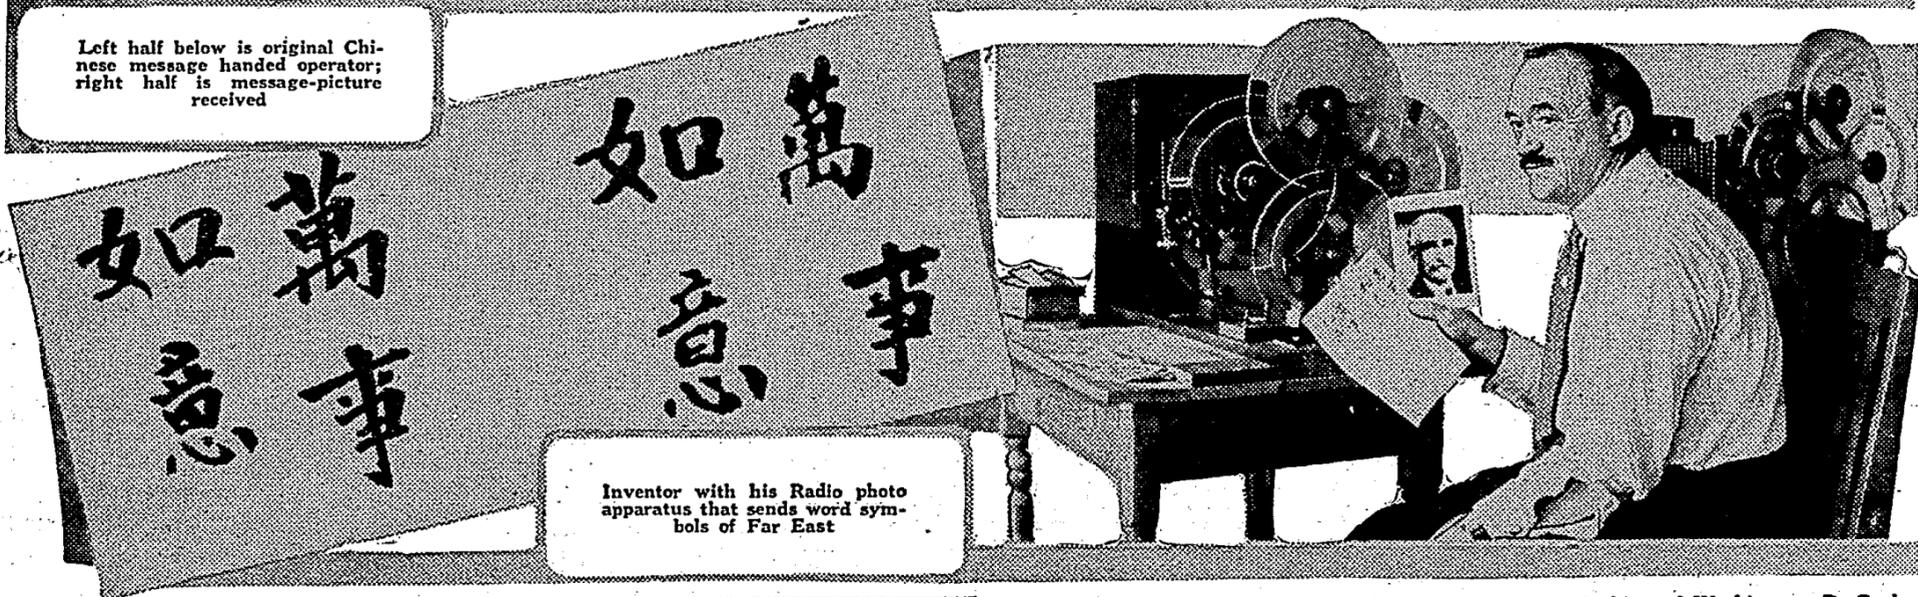 Left half below is original Chi-
nese message handed operator;
right half is message-picture
received
萬事
如意
萬事
如意
Inventor with his Radio photo
apparatus that sends word sym-
bols of Far East